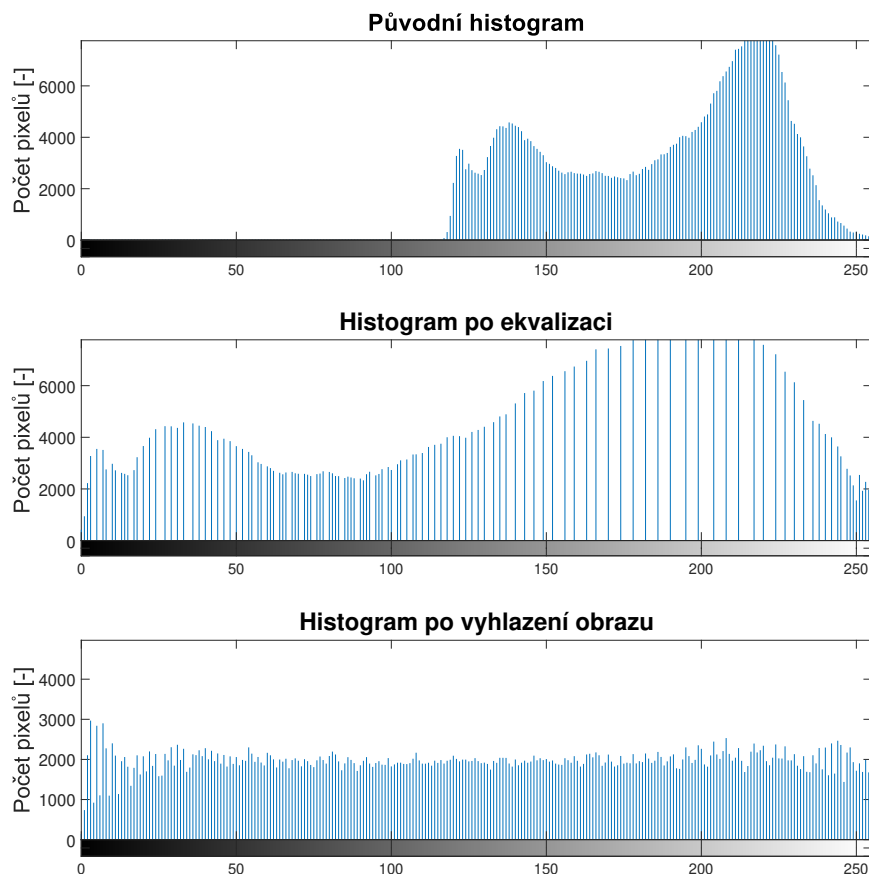 Původní histogram
Počet pixelů [-]
6000
4000
2000
0
0 50 100 150 200 250
Histogram po ekvalizaci
Počet pixelů [-]
6000
4000
2000
0
0 50 100 150 200 250
Histogram po vyhlazení obrazu
Počet pixelů [-]
4000
3000
2000
1000
0
0 50 100 150 200 250